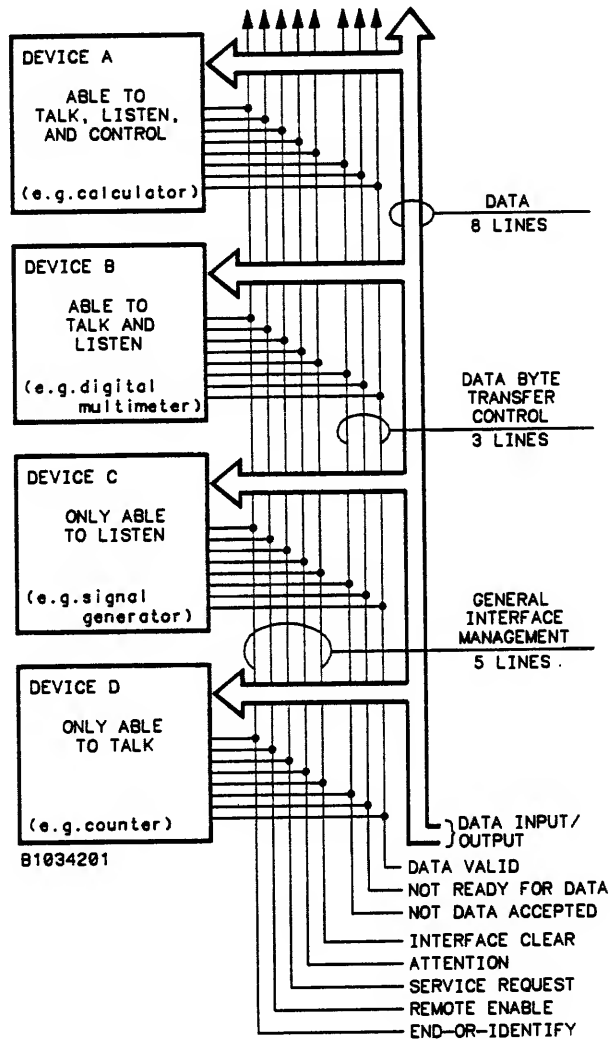 DEVICE A
ABLE TO
TALK, LISTEN,
AND CONTROL
(e.g.calculator)
DATA
8 LINES
DEVICE B
ABLE TO
TALK AND
LISTEN
(e.g.digital
multimeter)
DATA BYTE
TRANSFER
CONTROL
3 LINES
DEVICE C
ONLY ABLE
TO LISTEN
(e.g.signal
generator)
GENERAL
INTERFACE
MANAGEMENT
5 LINES
DEVICE D
ONLY ABLE
TO TALK
(e.g.counter)
B1034201
DATA INPUT/
OUTPUT
DATA VALID
NOT READY FOR DATA
NOT DATA ACCEPTED
INTERFACE CLEAR
ATTENTION
SERVICE REQUEST
REMOTE ENABLE
END-OR-IDENTIFY